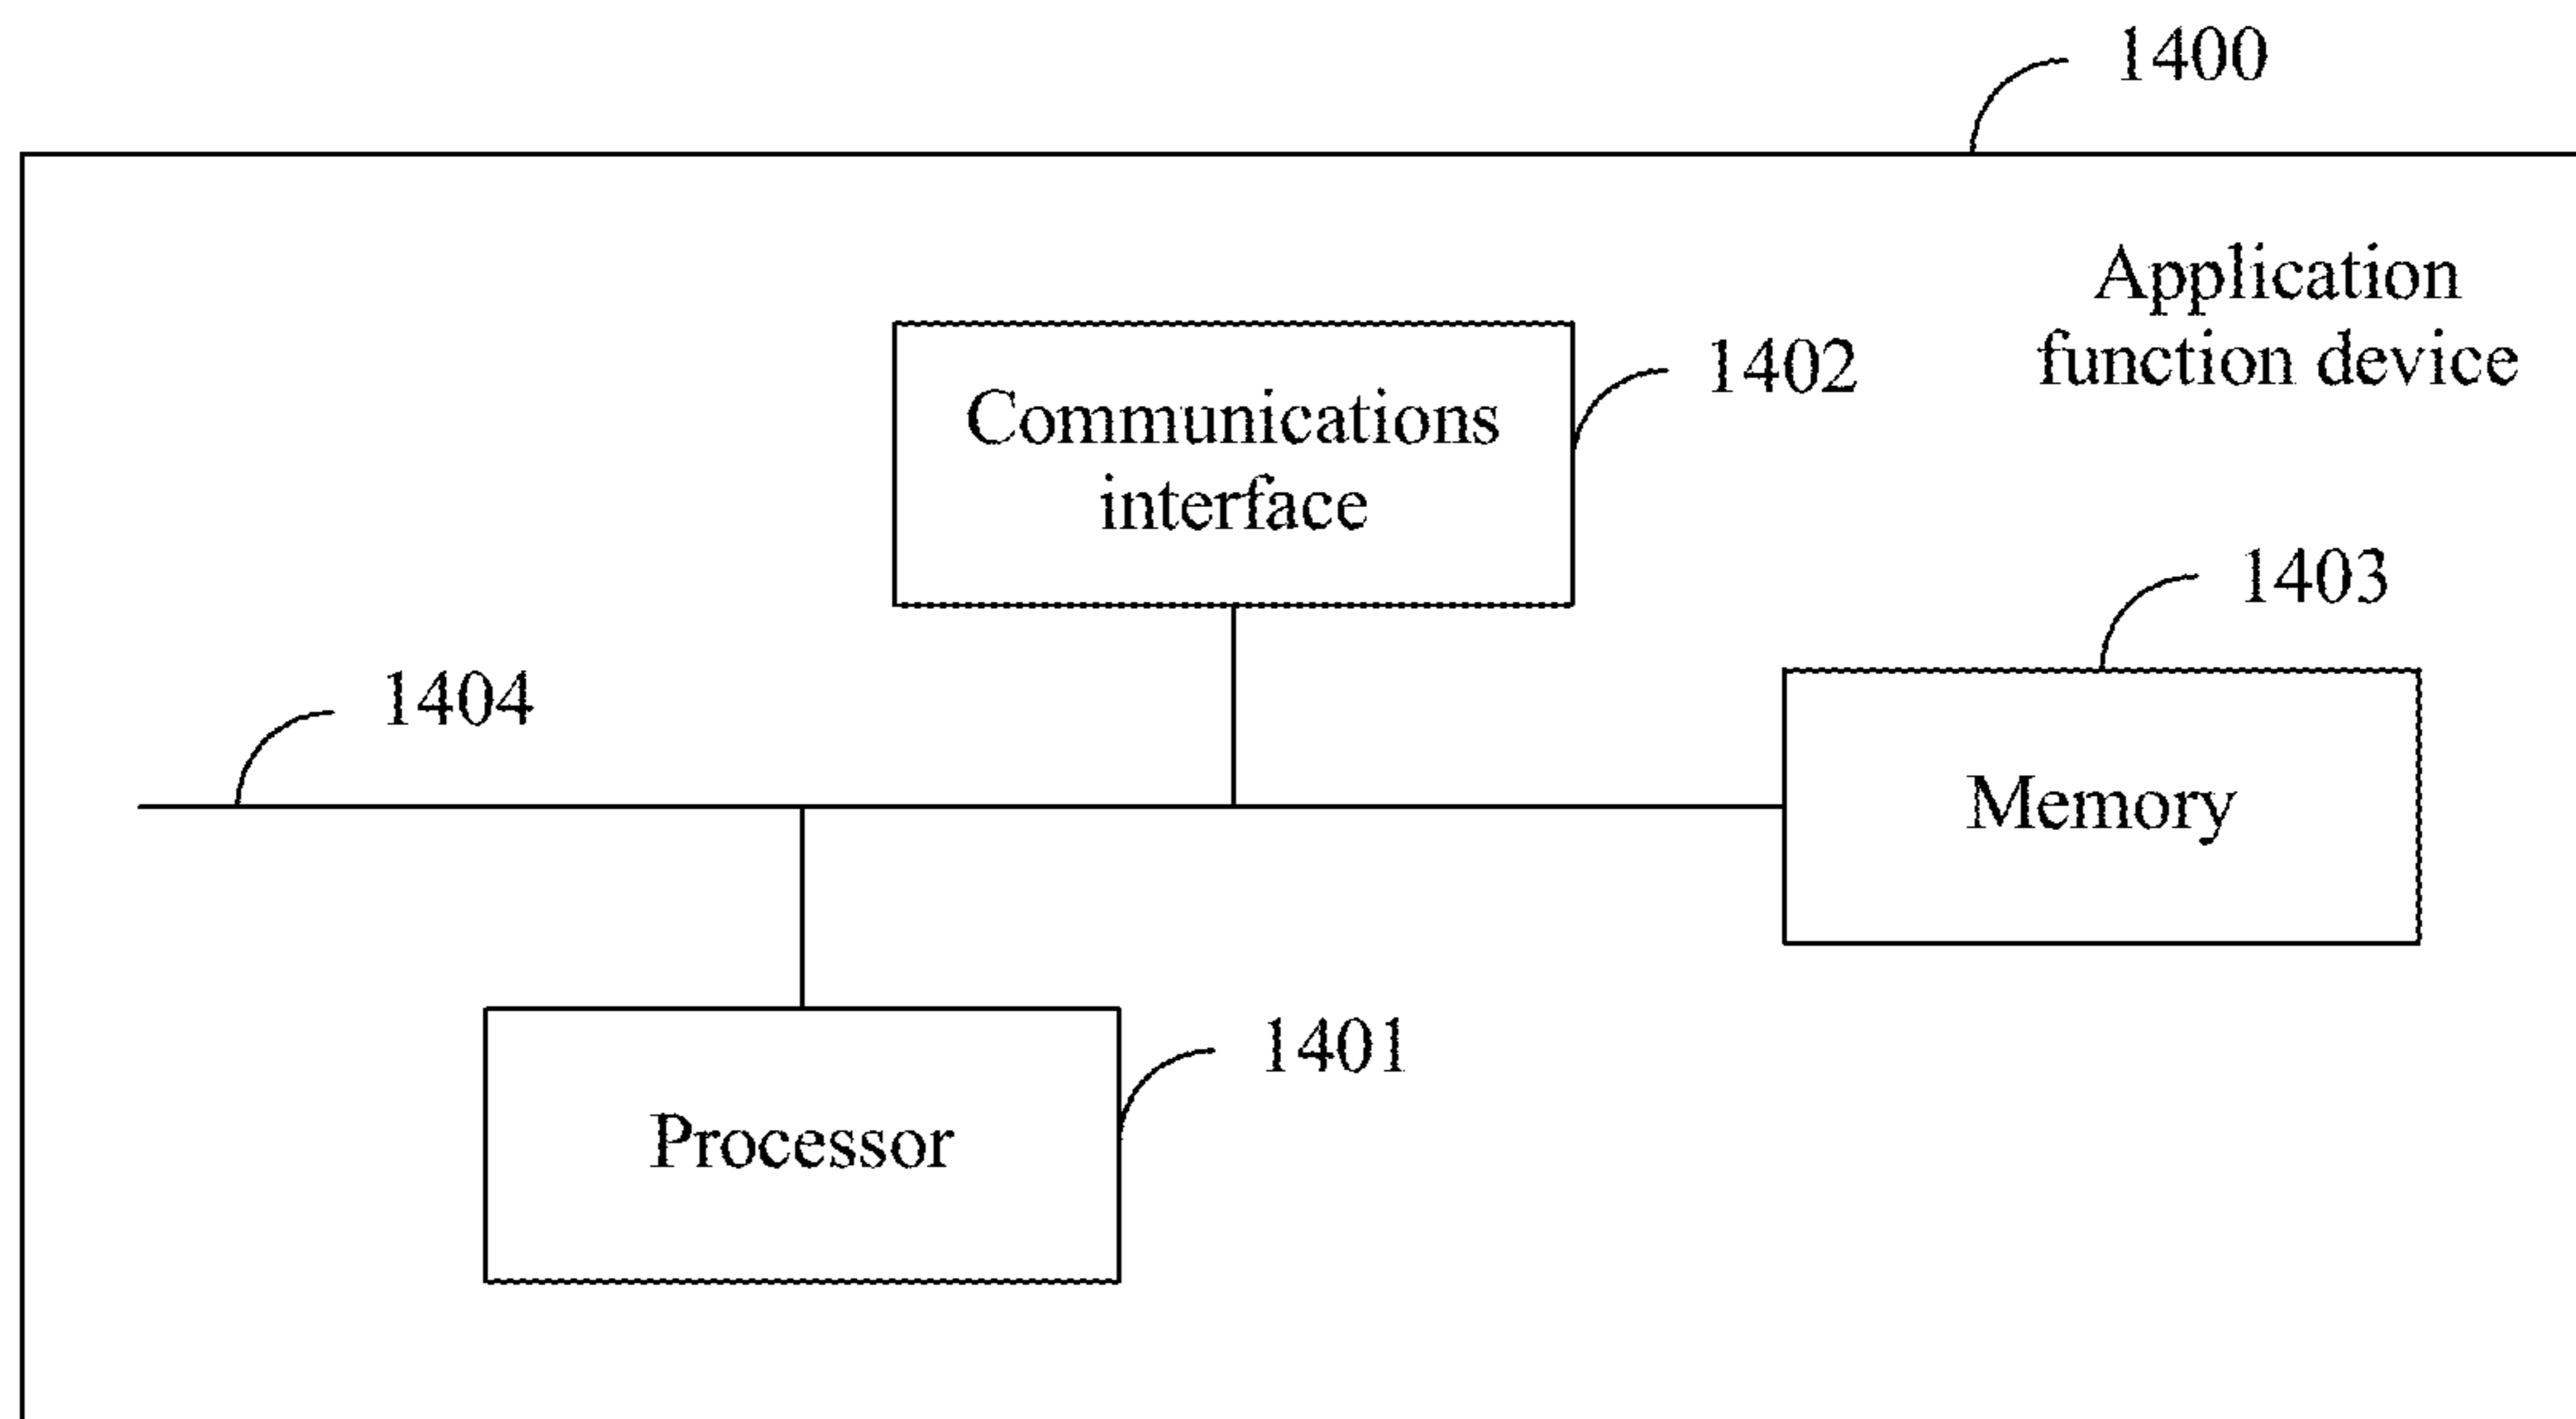 1400
Application
function device
1402
Communications
interface
1403
1404
Memory
1401
Processor